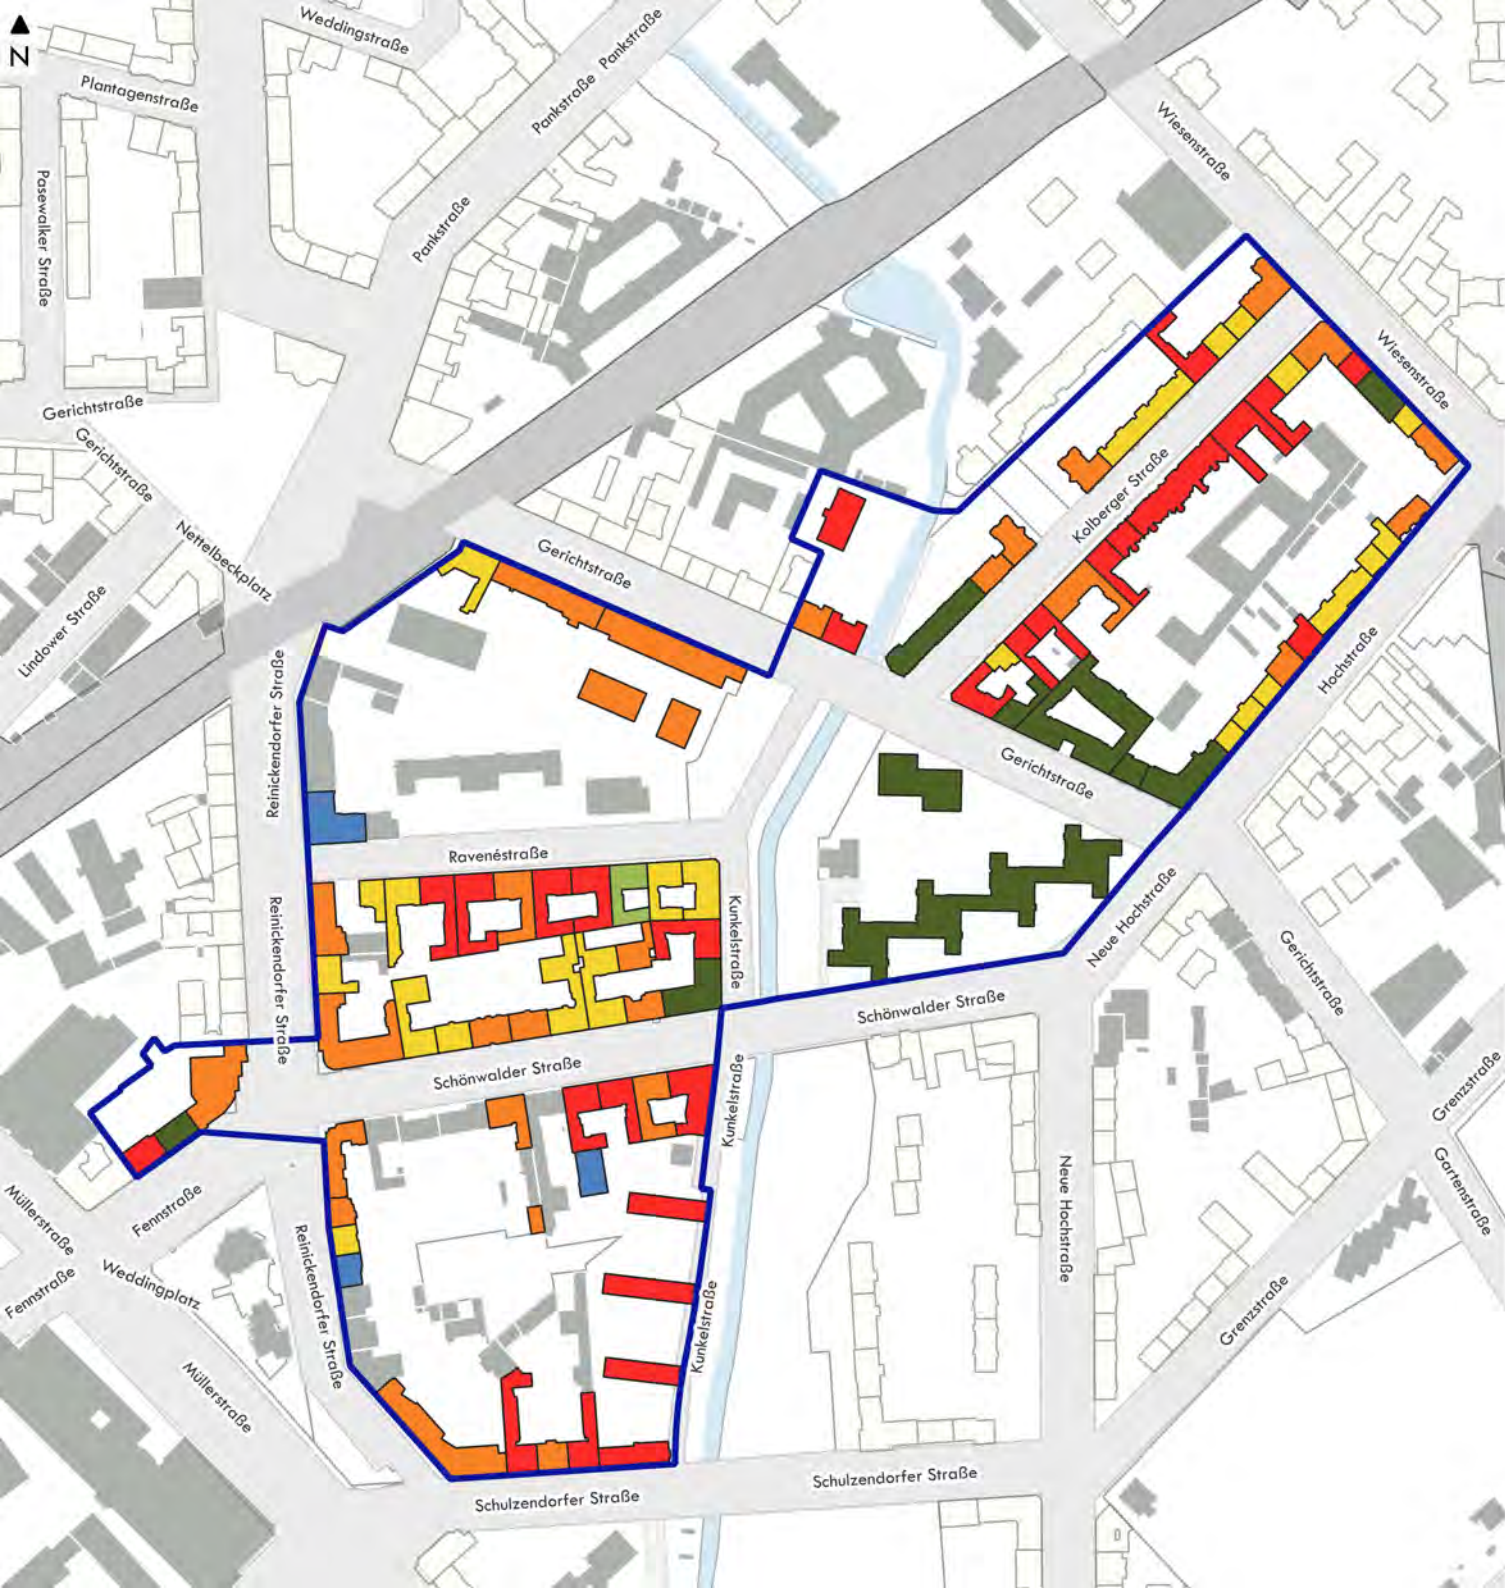 N
Weddingstraße
Pankstraße
Pankstraße
Plantagenstraße
Wiesenstraße
Pasewalker Straße
Pankstraße
Wiesenstraße
Gerichtstraße
Gerichtstraße
Kolberger Straße
Nettelbeckplatz
Gerichtstraße
Lindower Straße
Hochstraße
Reinickendorfer Straße
Gerichtstraße
Ravenéstraße
Reinickendorfer Straße
Kunkelstraße
Neue Hochstraße
Gerichtstraße
Schönwalder Straße
Schönwalder Straße
Kunkelstraße
Grenzstraße
Müllerstraße
Fennstraße
Neue Hochstraße
Gartenstraße
Fennstraße
Weddingplatz
Reinickendorfer Straße
Kunkelstraße
Grenzstraße
Müllerstraße
Schulzendorfer Straße
Schulzendorfer Straße